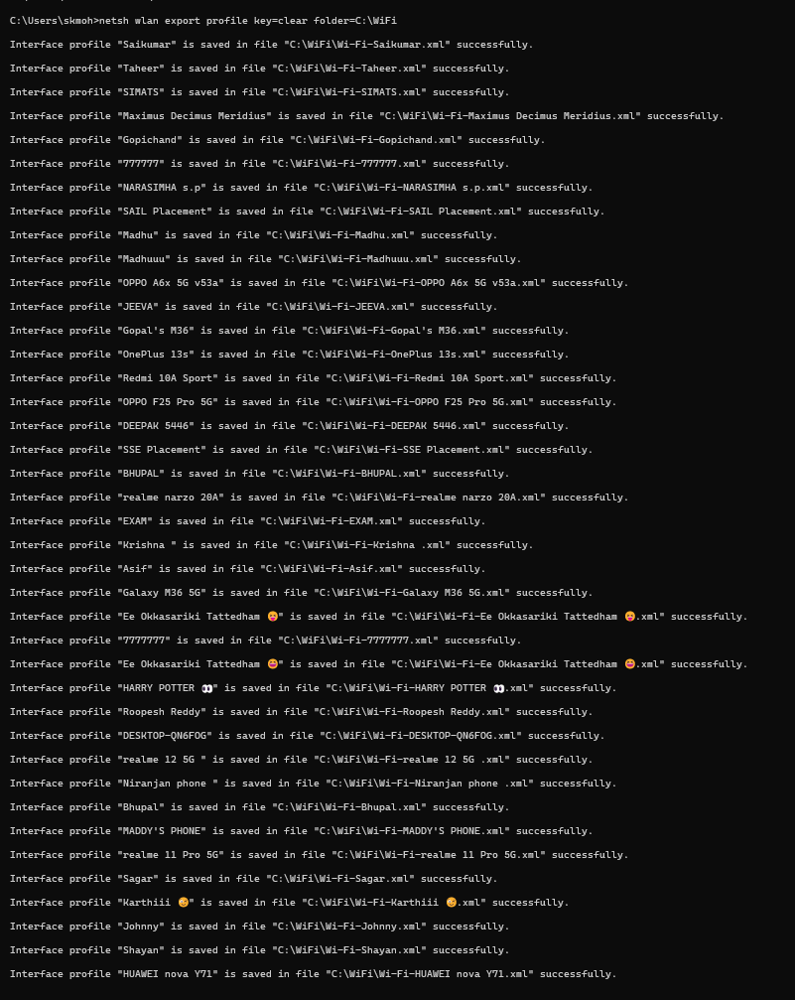 C:\Users\skmoh>netsh wlan export profile key=clear folder=C:\WiFi
Interface profile "Saikumar" is saved in file "C:\WiFi\Wi-Fi-Saikumar.xml" successfully.
Interface profile "Taheer" is saved in file "C:\WiFi\Wi-Fi-Taheer.xml" successfully.
Interface profile "SIMATS" is saved in file "C:\WiFi\Wi-Fi-SIMATS.xml" successfully.
Interface profile "Maximus Decimus Meridius" is saved in file "C:\WiFi\Wi-Fi-Maximus Decimus Meridius.xml" successfully.
Interface profile "Gopichand" is saved in file "C:\WiFi\Wi-Fi-Gopichand.xml" successfully.
Interface profile "777777" is saved in file "C:\WiFi\Wi-Fi-777777.xml" successfully.
Interface profile "NARASIMHA s.p" is saved in file "C:\WiFi\Wi-Fi-NARASIMHA s.p.xml" successfully.
Interface profile "SAIL Placement" is saved in file "C:\WiFi\Wi-Fi-SAIL Placement.xml" successfully.
Interface profile "Madhu" is saved in file "C:\WiFi\Wi-Fi-Madhu.xml" successfully.
Interface profile "Madhuuu" is saved in file "C:\WiFi\Wi-Fi-Madhuuu.xml" successfully.
Interface profile "OPPO A6x 5G v53a" is saved in file "C:\WiFi\Wi-Fi-OPPO A6x 5G v53a.xml" successfully.
Interface profile "JEEVA" is saved in file "C:\WiFi\Wi-Fi-JEEVA.xml" successfully.
Interface profile "Gopal's M36" is saved in file "C:\WiFi\Wi-Fi-Gopal's M36.xml" successfully.
Interface profile "OnePlus 13s" is saved in file "C:\WiFi\Wi-Fi-OnePlus 13s.xml" successfully.
Interface profile "Redmi 10A Sport" is saved in file "C:\WiFi\Wi-Fi-Redmi 10A Sport.xml" successfully.
Interface profile "OPPO F25 Pro 5G" is saved in file "C:\WiFi\Wi-Fi-OPPO F25 Pro 5G.xml" successfully.
Interface profile "DEEPAK 5446" is saved in file "C:\WiFi\Wi-Fi-DEEPAK 5446.xml" successfully.
Interface profile "SSE Placement" is saved in file "C:\WiFi\Wi-Fi-SSE Placement.xml" successfully.
Interface profile "BHUPAL" is saved in file "C:\WiFi\Wi-Fi-BHUPAL.xml" successfully.
Interface profile "realme narzo 20A" is saved in file "C:\WiFi\Wi-Fi-realme narzo 20A.xml" successfully.
Interface profile "EXAM" is saved in file "C:\WiFi\Wi-Fi-EXAM.xml" successfully.
Interface profile "Krishna " is saved in file "C:\WiFi\Wi-Fi-Krishna .xml" successfully.
Interface profile "Asif" is saved in file "C:\WiFi\Wi-Fi-Asif.xml" successfully.
Interface profile "Galaxy M36 5G" is saved in file "C:\WiFi\Wi-Fi-Galaxy M36 5G.xml" successfully.
Interface profile "Ee Okkasariki Tattedham 😝" is saved in file "C:\WiFi\Wi-Fi-Ee Okkasariki Tattedham 😝.xml" successfully.
Interface profile "7777777" is saved in file "C:\WiFi\Wi-Fi-7777777.xml" successfully.
Interface profile "Ee Okkasariki Tattedham 😄" is saved in file "C:\WiFi\Wi-Fi-Ee Okkasariki Tattedham 😄.xml" successfully.
Interface profile "HARRY POTTER 👀" is saved in file "C:\WiFi\Wi-Fi-HARRY POTTER 👀.xml" successfully.
Interface profile "Roopesh Reddy" is saved in file "C:\WiFi\Wi-Fi-Roopesh Reddy.xml" successfully.
Interface profile "DESKTOP-QN6FOG" is saved in file "C:\WiFi\Wi-Fi-DESKTOP-QN6FOG.xml" successfully.
Interface profile "realme 12 5G " is saved in file "C:\WiFi\Wi-Fi-realme 12 5G .xml" successfully.
Interface profile "Niranjan phone " is saved in file "C:\WiFi\Wi-Fi-Niranjan phone .xml" successfully.
Interface profile "Bhupal" is saved in file "C:\WiFi\Wi-Fi-Bhupal.xml" successfully.
Interface profile "MADDY'S PHONE" is saved in file "C:\WiFi\Wi-Fi-MADDY'S PHONE.xml" successfully.
Interface profile "realme 11 Pro 5G" is saved in file "C:\WiFi\Wi-Fi-realme 11 Pro 5G.xml" successfully.
Interface profile "Sagar" is saved in file "C:\WiFi\Wi-Fi-Sagar.xml" successfully.
Interface profile "Karthiii 🥳" is saved in file "C:\WiFi\Wi-Fi-Karthiii 🥳.xml" successfully.
Interface profile "Johnny" is saved in file "C:\WiFi\Wi-Fi-Johnny.xml" successfully.
Interface profile "Shayan" is saved in file "C:\WiFi\Wi-Fi-Shayan.xml" successfully.
Interface profile "HUAWEI nova Y71" is saved in file "C:\WiFi\Wi-Fi-HUAWEI nova Y71.xml" successfully.